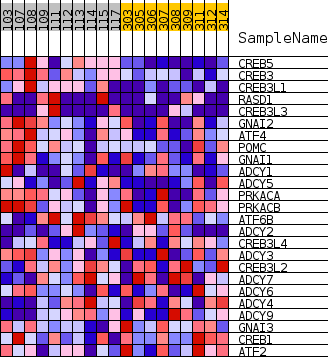 108 107 108 109 111 112 113 114 115 117 303 305 306 307 308 309 311 312 314
SampleName
CREB5
CREB3
CREB3L1
RASD1
CREB3L3
GNAI2
ATF4
POMC
GNAI1
ADCY1
ADCY5
PRKACA
PRKACB
ATF6B
ADCY2
CREB3L4
ADCY3
CREB3L2
ADCY7
ADCY6
ADCY4
ADCY9
GNAI3
CREB1
ATF2